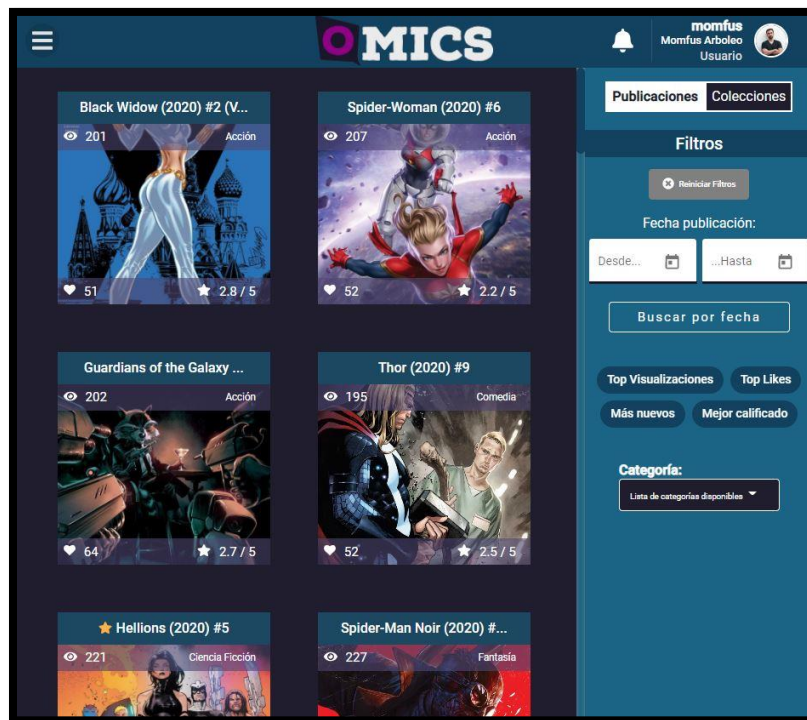 OMICS
momfus
Momfus Arboleo
Usuario
Black Widow (2020) #2 (V...
201 Acción
51 2.8 / 5
Spider-Woman (2020) #6
207 Acción
52 2.2 / 5
Guardians of the Galaxy ...
202 Acción
64 2.7 / 5
Thor (2020) #9
195 Comedia
52 2.5 / 5
Hellions (2020) #5
221 Ciencia Ficción
Spider-Man Noir (2020) #...
227 Fantasía
Publicaciones Colecciones
Filtros
Reiniciar Filtros
Fecha publicación:
Desde... ...Hasta
Buscar por fecha
Top Visualizaciones Top Likes
Más nuevos Mejor calificado
Categoría:
Lista de categorías disponibles